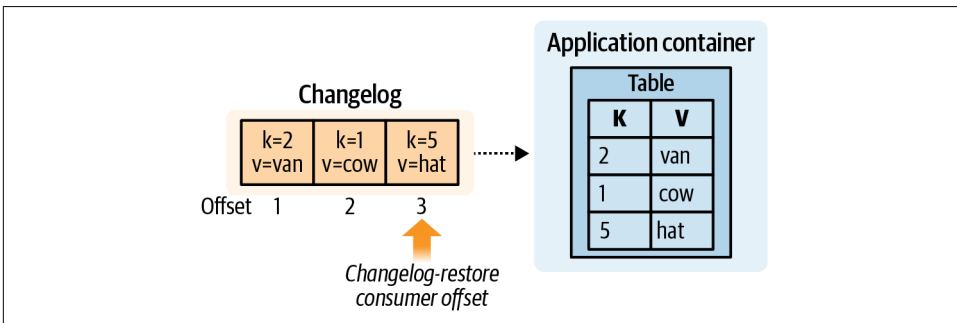 Changelog
k=2 k=1 k=5
v=van v=cow v=hat
Offset 1 2 3
Changelog-restore
consumer offset
Application container
Table
K V
2 van
1 cow
5 hat